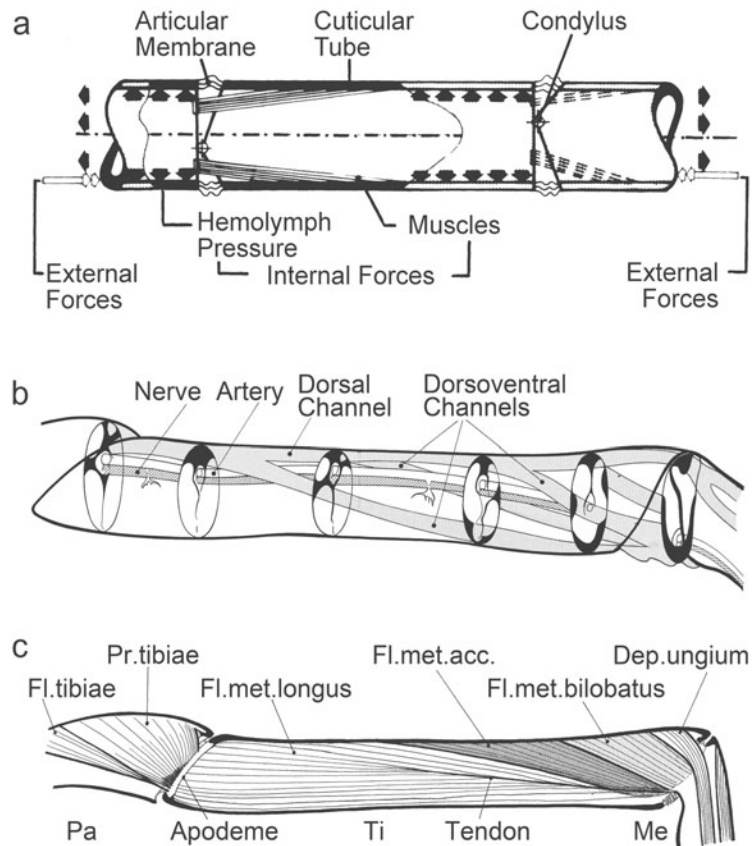 a
Articular
Membrane
Cuticular
Tube
Condylus
Hemolymph
Pressure
Muscles
Internal Forces
External
Forces
External
Forces
b
Nerve
Artery
Dorsal
Channel
Dorsoventral
Channels
c
Pr.tibiae
Fl.tibiae
Fl.met.longus
Fl.met.acc.
Dep.ungium
Fl.met.bilobatus
Pa
Apodeme
Ti
Tendon
Me